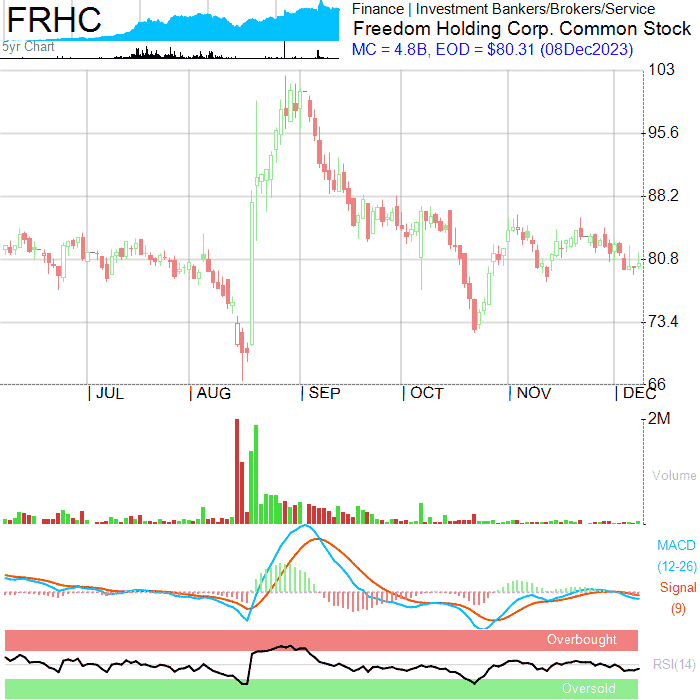 FRHC
5yr Chart
Finance | Investment Bankers/Brokers/Service
Freedom Holding Corp. Common Stock
MC = 4.8B, EOD = $80.31 (08Dec2023)
103
95.6
88.2
80.8
73.4
66
JUL
AUG
SEP
OCT
NOV
DEC
2M
Volume
MACD
(12-26)
Signal
(9)
Overbought
RSI(14)
Oversold